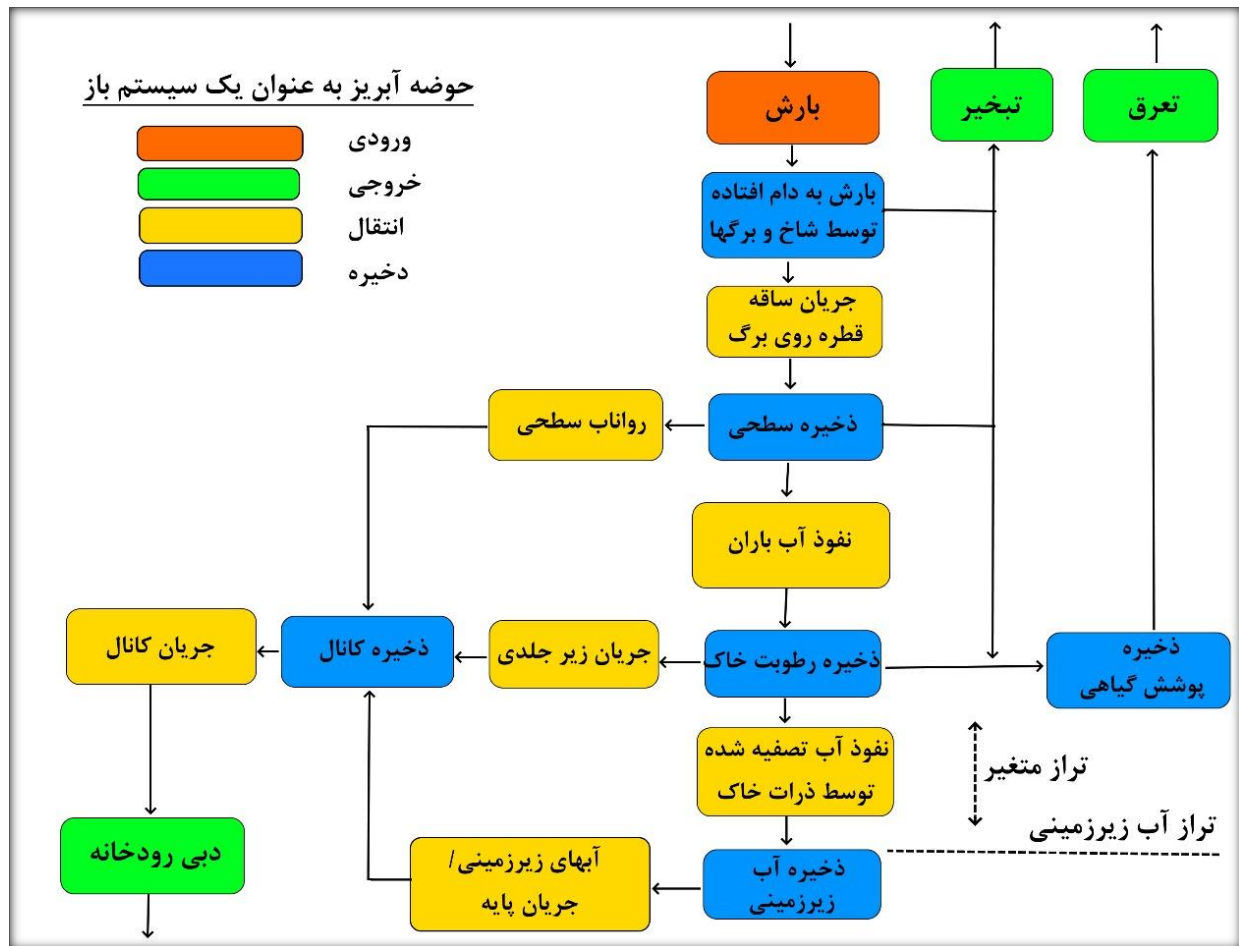 حوضه آبریز به عنوان یک سیستم باز
ورودی
خروجی
انتقال
دخیره
بارش
تبخیر
تعرق
بارش به دام افتاده
توسط شاخ و برگها
جریان ساقه
قطره روی برگ
ذخیره سطحی
رواناب سطحی
نفوذ آب باران
ذخیره رطوبت خاک
جریان زیر جلدی
ذخیره کانال
جریان کانال
ذخیره
پوشش گیاهی
نفوذ آب تصفیه شده
توسط ذرات خاک
تراز متغیر
تراز آب زیرزمینی
دبی رودخانه
آبهای زیرزمینی/
جریان پایه
ذخیره آب
زیرزمینی